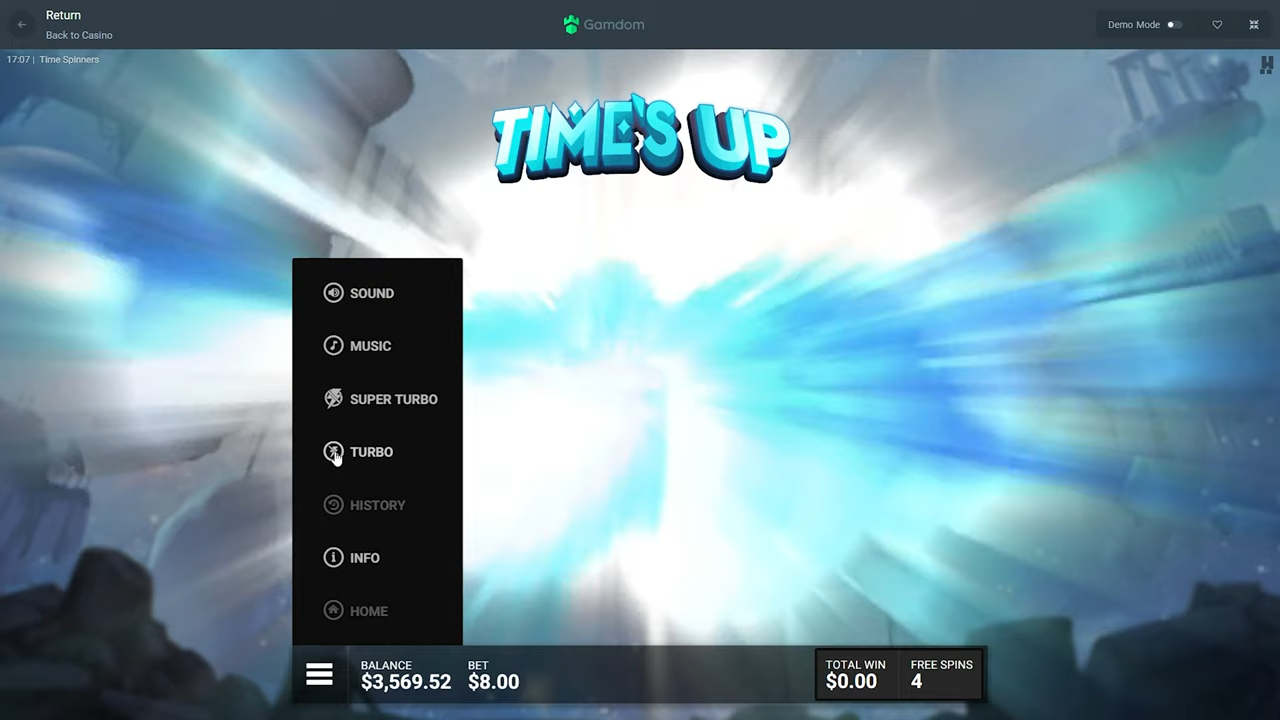 Return
Back to Casino
Gamdom
Demo Mode
17:07 | Time Spinners
TIME'S UP
SOUND
MUSIC
SUPER TURBO
TURBO
HISTORY
INFO
HOME
BALANCE
$3,569.52
BET
$8.00
TOTAL WIN
$0.00
FREE SPINS
4